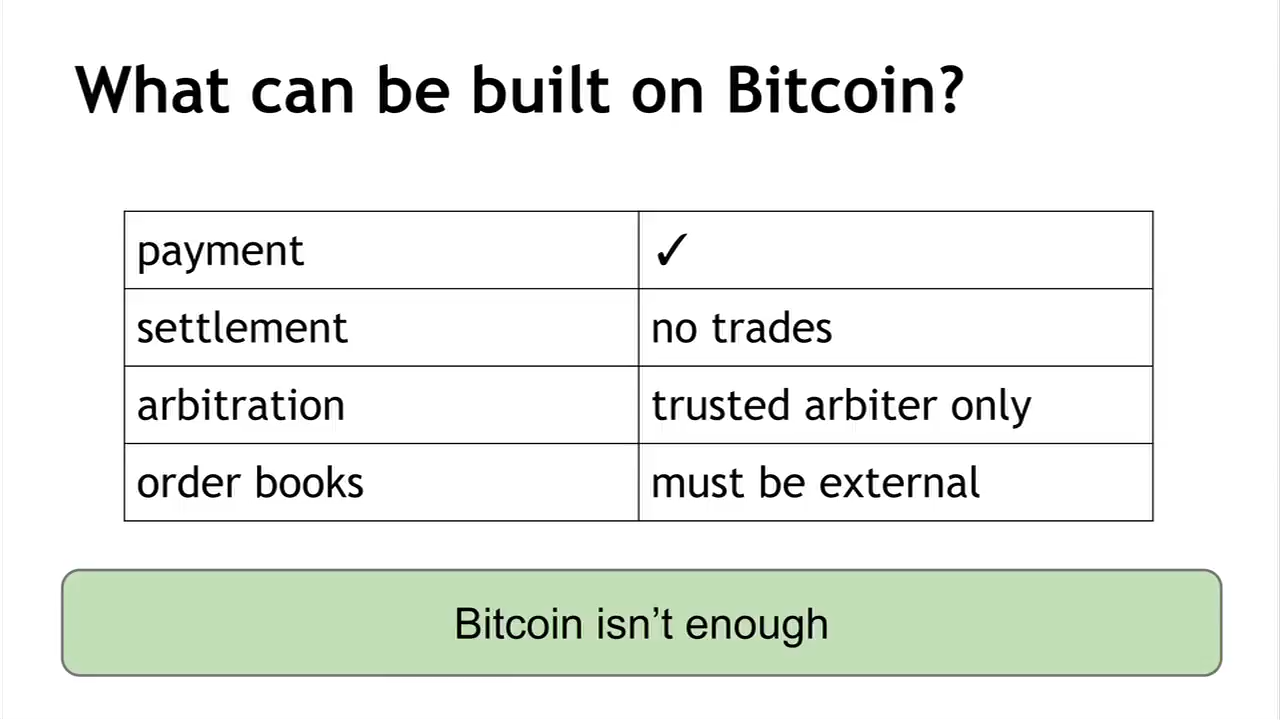 What can be built on Bitcoin?
payment ✓
settlement no trades
arbitration trusted arbiter only
order books must be external
Bitcoin isn’t enough